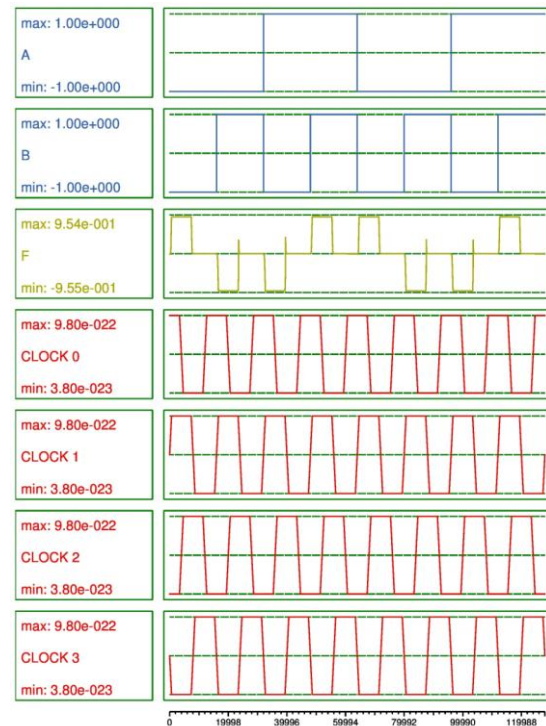 max: 1.00e+000
A
min: -1.00e+000
max: 1.00e+000
B
min: -1.00e+000
max: 9.54e-001
F
min: -9.55e-001
max: 9.80e-022
CLOCK 0
min: 3.80e-023
max: 9.80e-022
CLOCK 1
min: 3.80e-023
max: 9.80e-022
CLOCK 2
min: 3.80e-023
max: 9.80e-022
CLOCK 3
min: 3.80e-023
0 19998 39996 59994 79992 99990 119988